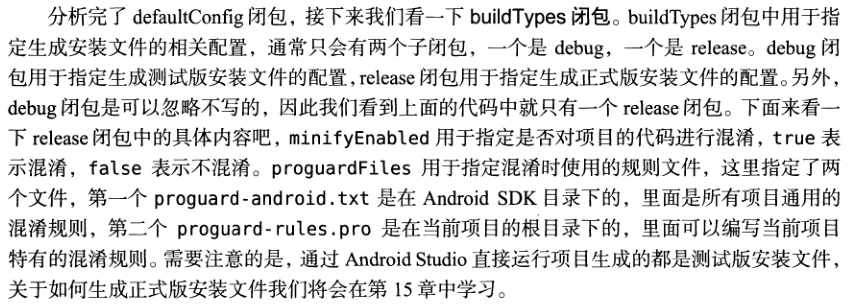 分析完了 defaultConfig 闭包，接下来我们看一下 buildTypes 闭包。buildTypes 闭包中用于指
定生成安装文件的相关配置，通常只会有两个子闭包，一个是 debug，一个是 release。debug 闭
包用于指定生成测试版安装文件的配置，release 闭包用于指定生成正式版安装文件的配置。另外，
debug 闭包是可以忽略不写的，因此我们看到上面的代码中就只有一个 release 闭包。下面来看一
下 release 闭包中的具体内容吧，minifyEnabled 用于指定是否对项目的代码进行混淆，true 表
示混淆，false 表示不混淆。proguardFiles 用于指定混淆时使用的规则文件，这里指定了两
个文件，第一个 proguard-android.txt 是在 Android SDK 目录下的，里面是所有项目通用的
混淆规则，第二个 proguard-rules.pro 是在当前项目的根目录下的，里面可以编写当前项目
特有的混淆规则。需要注意的是，通过 Android Studio 直接运行项目生成的都是测试版安装文件，
关于如何生成正式版安装文件我们将会在第 15 章中学习。